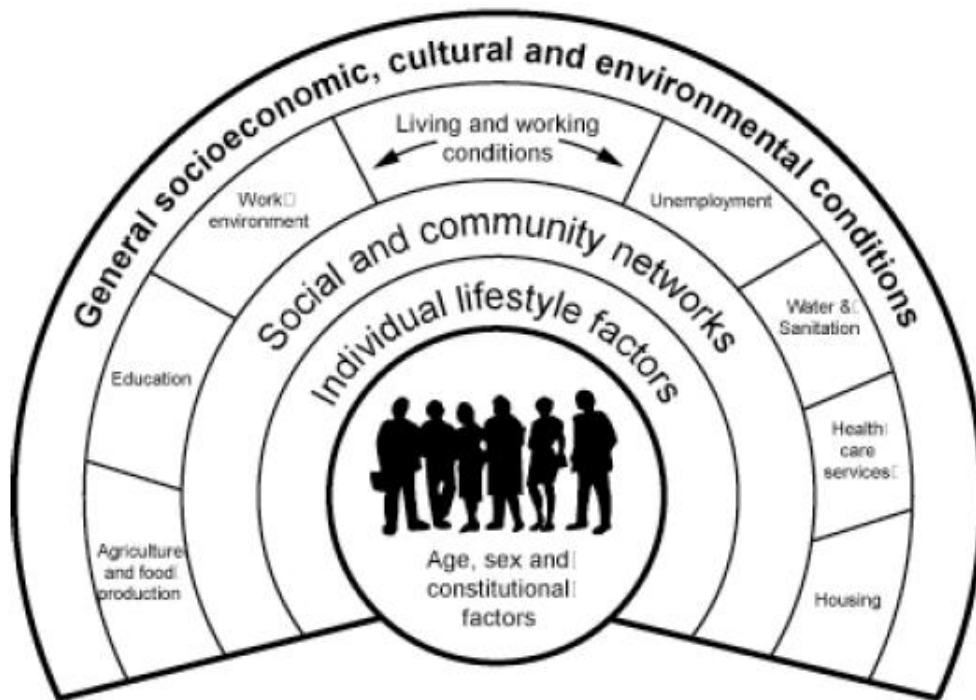 General socioeconomic, cultural and environmental conditions
Living and working
conditions
Work
environment
Unemployment
Education
Water &
Sanitation
Agriculture
and food
production
Health
care
services
Housing
Social and community networks
Individual lifestyle factors
Age, sex and
constitutional
factors